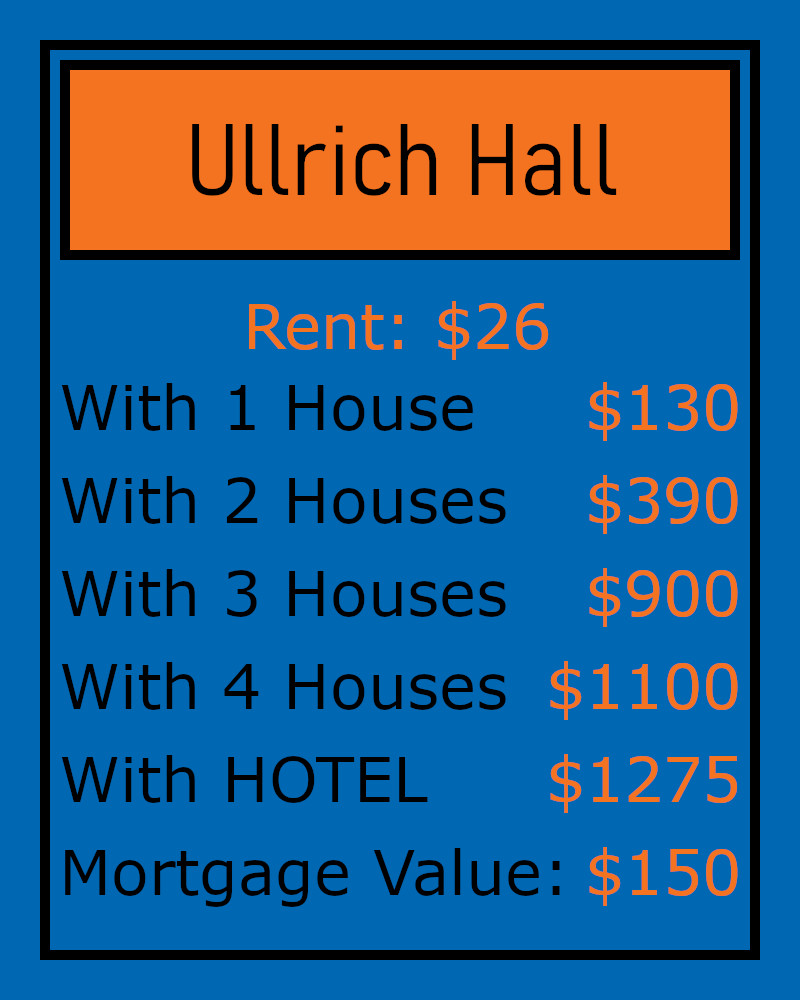 Ullrich Hall
Rent: $26
With 1 House $130
With 2 Houses $390
With 3 Houses $900
With 4 Houses $1100
With HOTEL $1275
Mortgage Value: $150